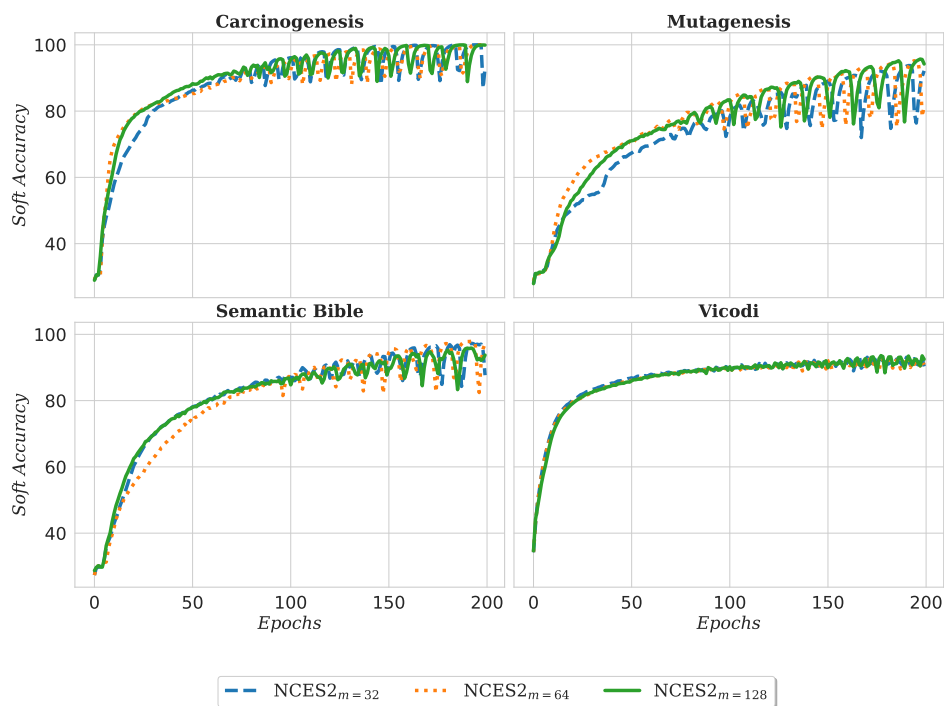 Carcinogenesis
Mutagenesis
Soft Accuracy
100
80
60
40
Semantic Bible
Vicodi
Soft Accuracy
100
80
60
40
0
50
100
150
200
0
50
100
150
200
Epochs
Epochs
NCES2m=32
NCES2m=64
NCES2m=128